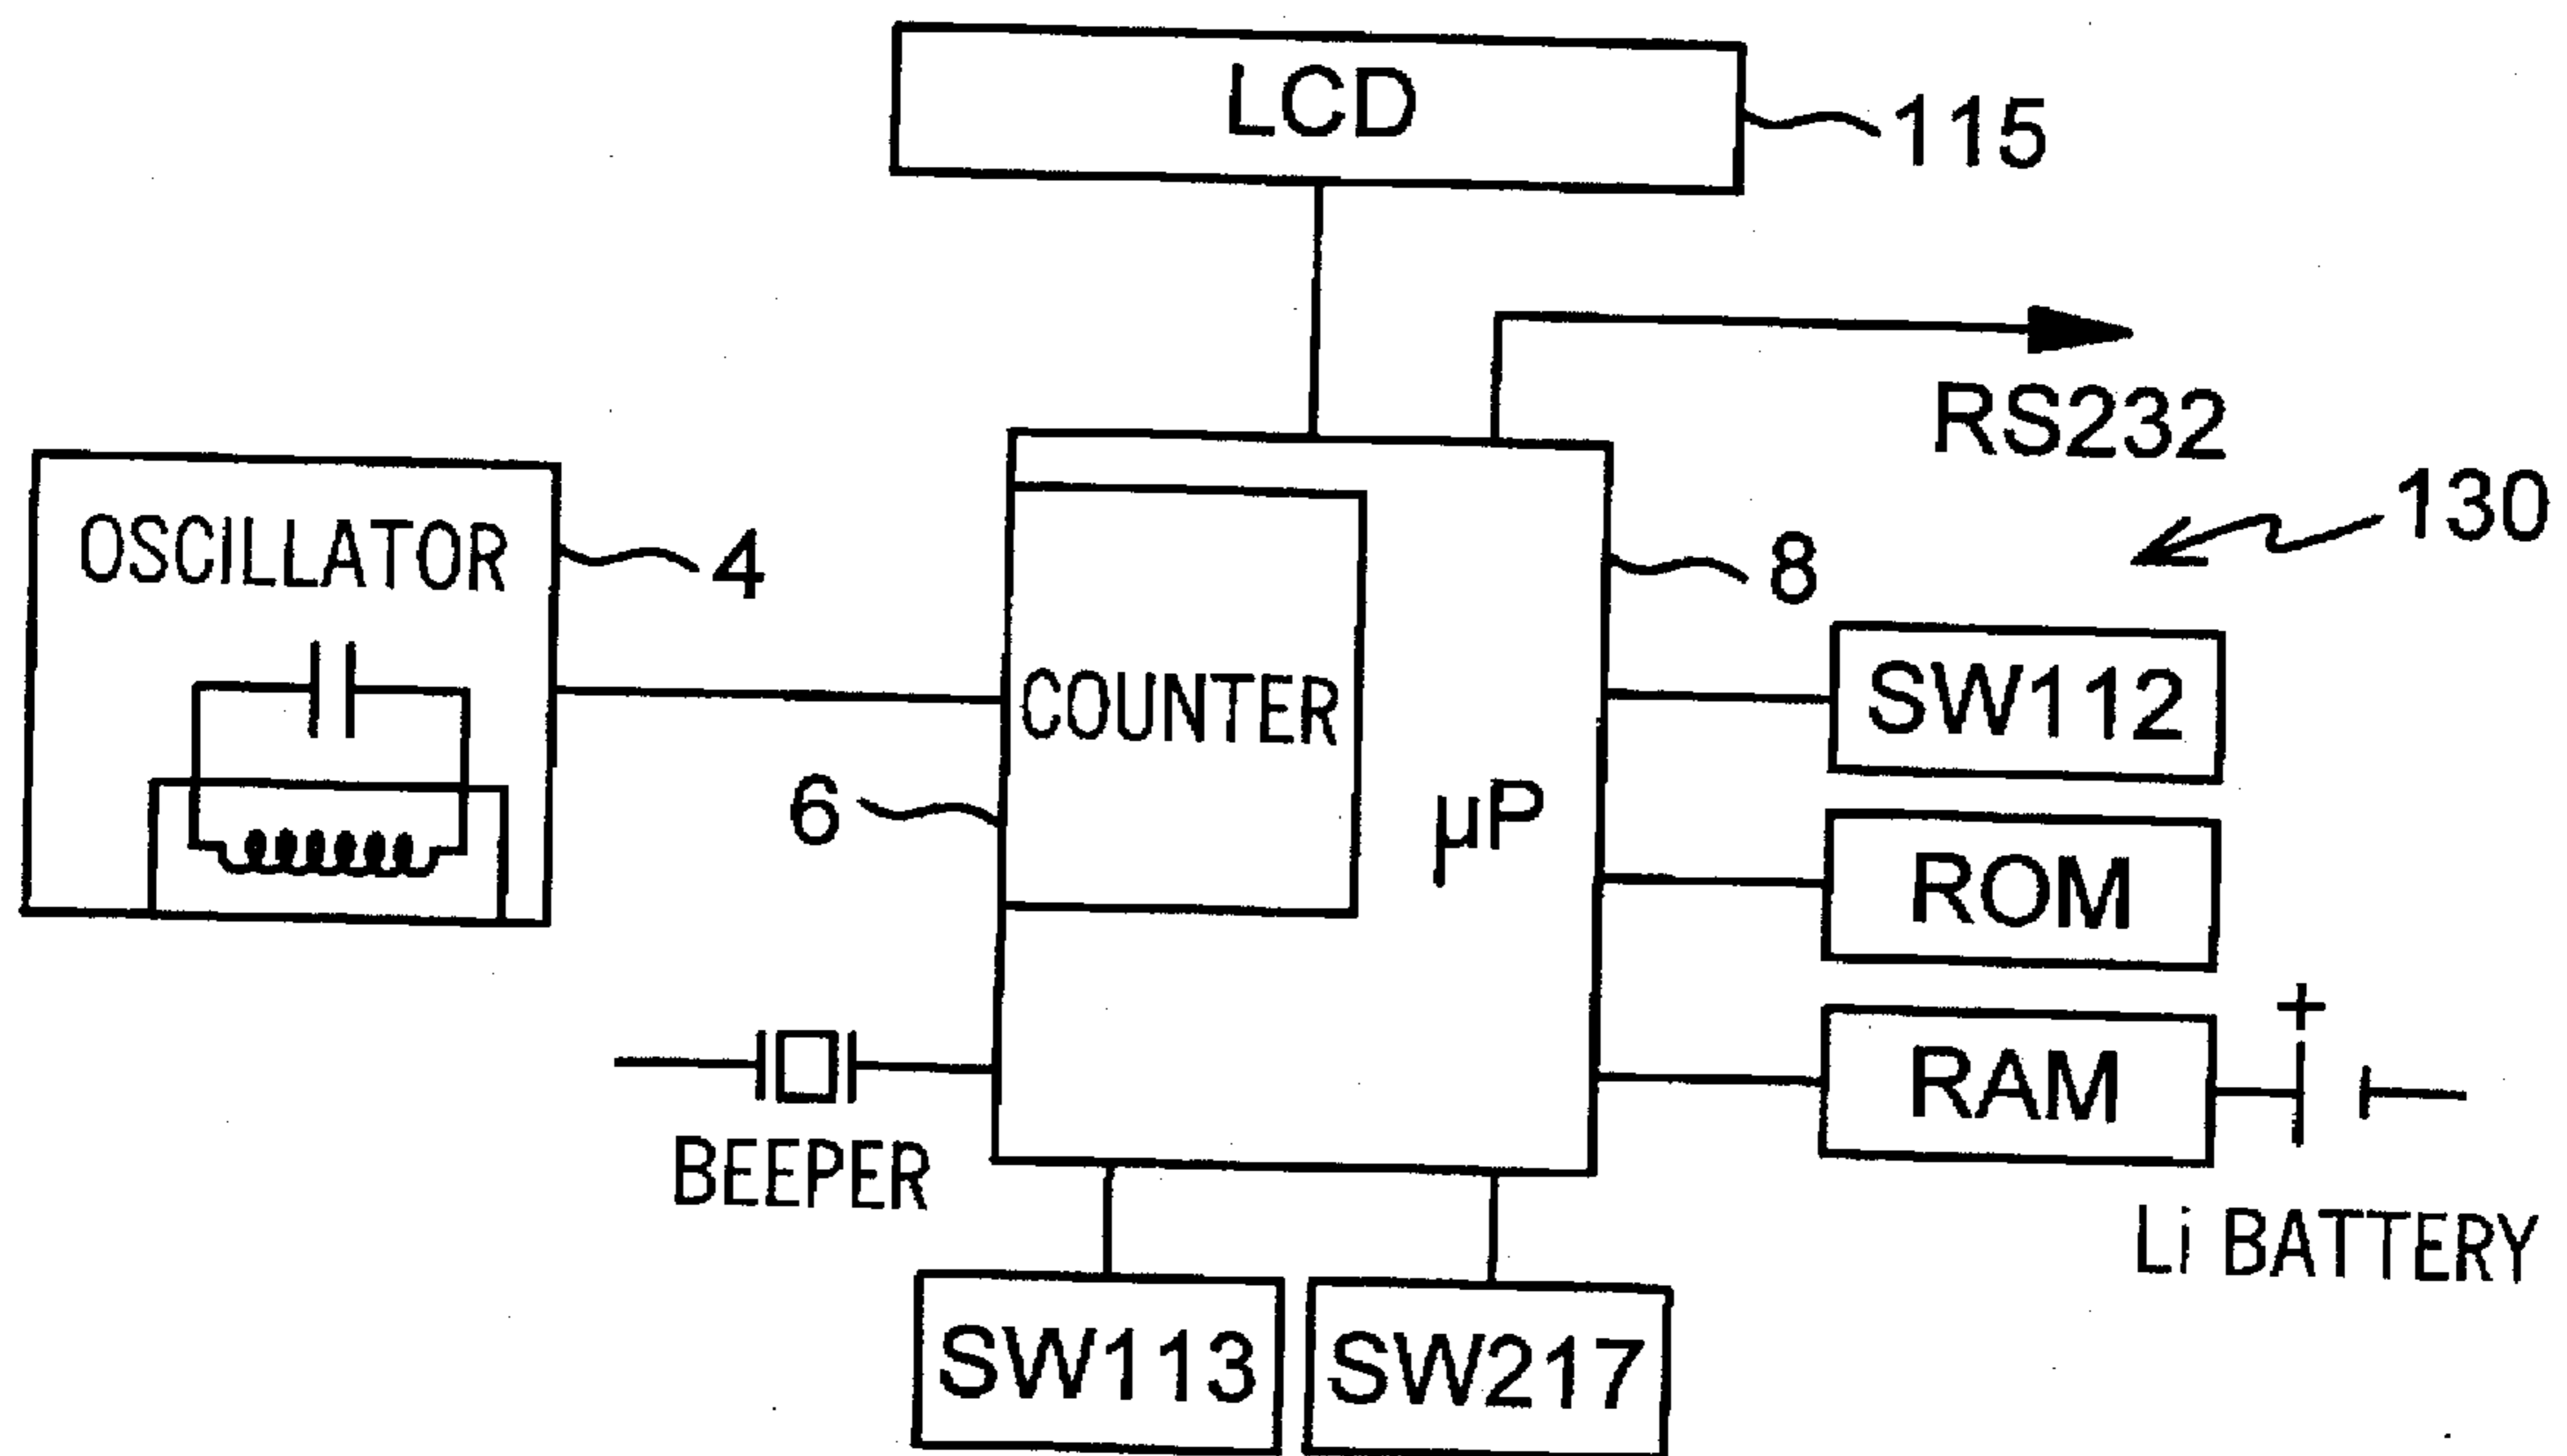 LCD
115
RS232
130
OSCILLATOR
4
8
SW112
COUNTER
6
µP
ROM
RAM
+
BEEPER
Li BATTERY
SW113
SW217